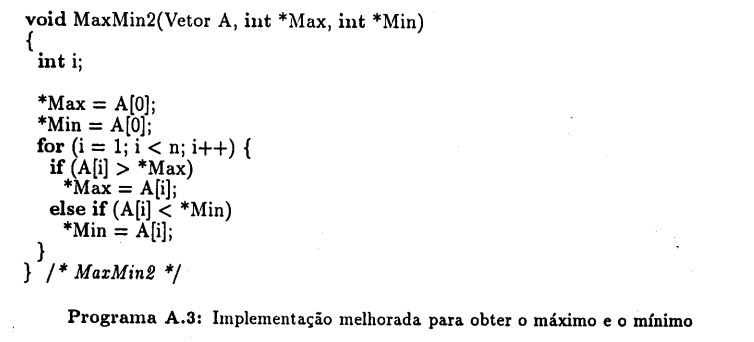 void MaxMin2(Vetor A, int *Max, int *Min)
{
int i;
*Max = A[0];
*Min = A[0];
for (i = 1; i < n; i++) {
if (A[i] > *Max)
*Max = A[i];
else if (A[i] < *Min)
*Min = A[i];
}
} /* MaxMin2 */
Programa A.3: Implementação melhorada para obter o máximo e o mínimo